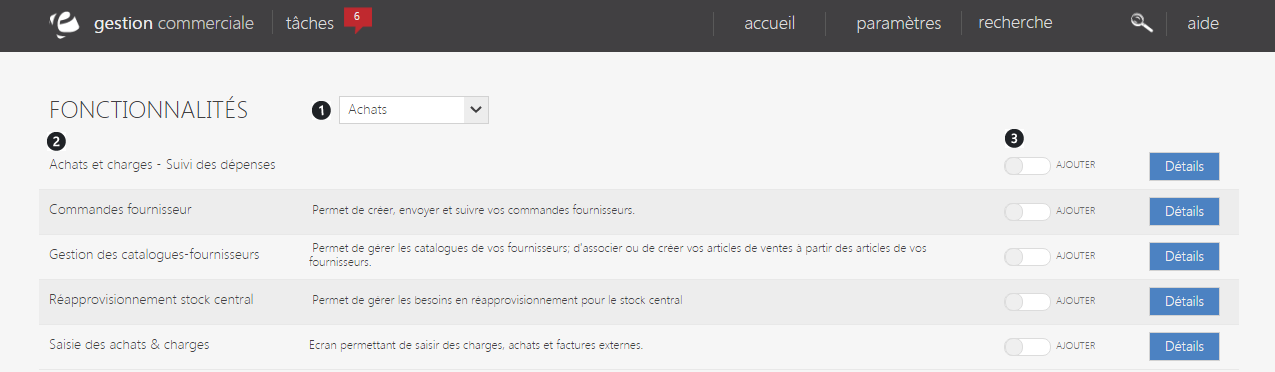 gestion commerciale tâches 6 accueil paramètres recherche aide
FONCTIONNALITÉS 1 Achats
2 3
Achats et charges - Suivi des dépenses AJOUTER Détails
Commandes fournisseur Permet de créer, envoyer et suivre vos commandes fournisseurs. AJOUTER Détails
Gestion des catalogues-fournisseurs Permet de gérer les catalogues de vos fournisseurs; d'associer ou de créer vos articles de ventes à partir des articles de vos
fournisseurs. AJOUTER Détails
Réapprovisionnement stock central Permet de gérer les besoins en réapprovisionnement pour le stock central AJOUTER Détails
Saisie des achats & charges Ecran permettant de saisir des charges, achats et factures externes. AJOUTER Détails